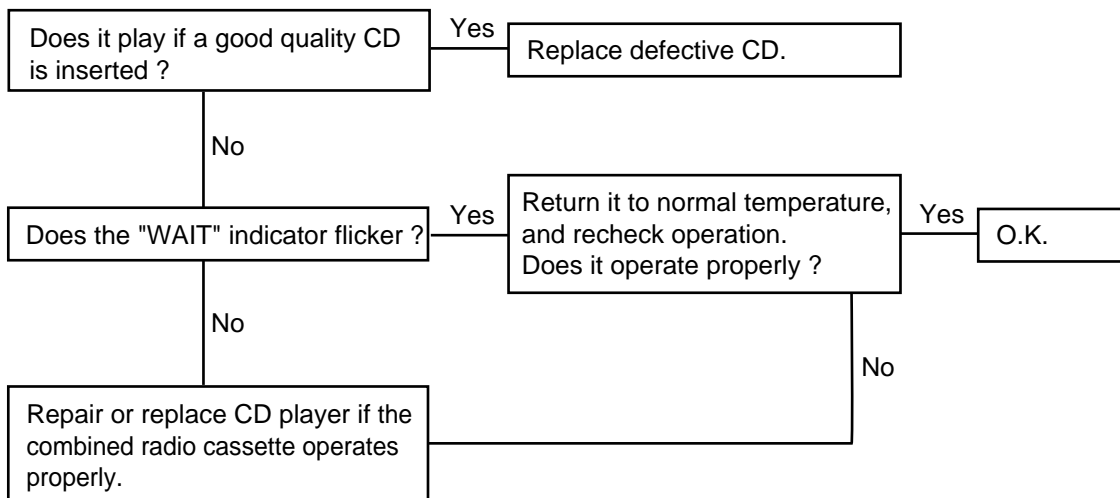 Does it play if a good quality CD
is inserted ?
Yes
Replace defective CD.
No
Does the "WAIT" indicator flicker ?
Yes
Return it to normal temperature,
and recheck operation.
Does it operate properly ?
Yes
O.K.
No
No
Repair or replace CD player if the
combined radio cassette operates
properly.